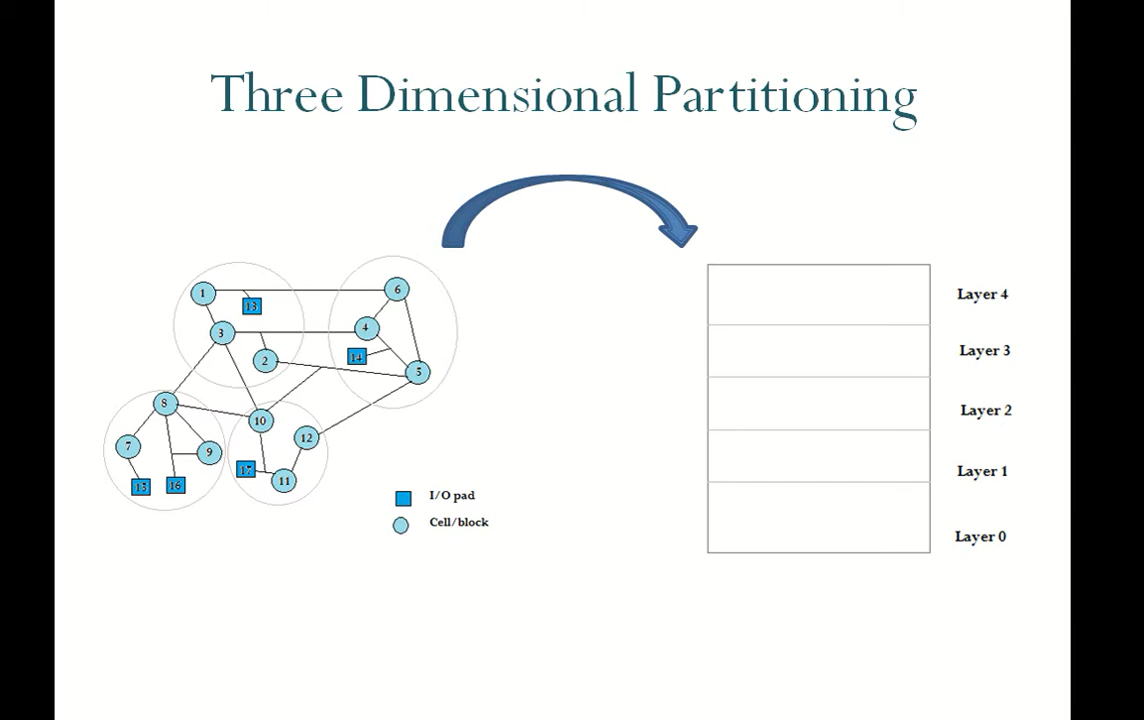 Three Dimensional Partitioning
1
13
6
3
4
2
14
5
8
10
7
9
12
15
16
17
11
I/O pad
Cell/block
Layer 4
Layer 3
Layer 2
Layer 1
Layer 0